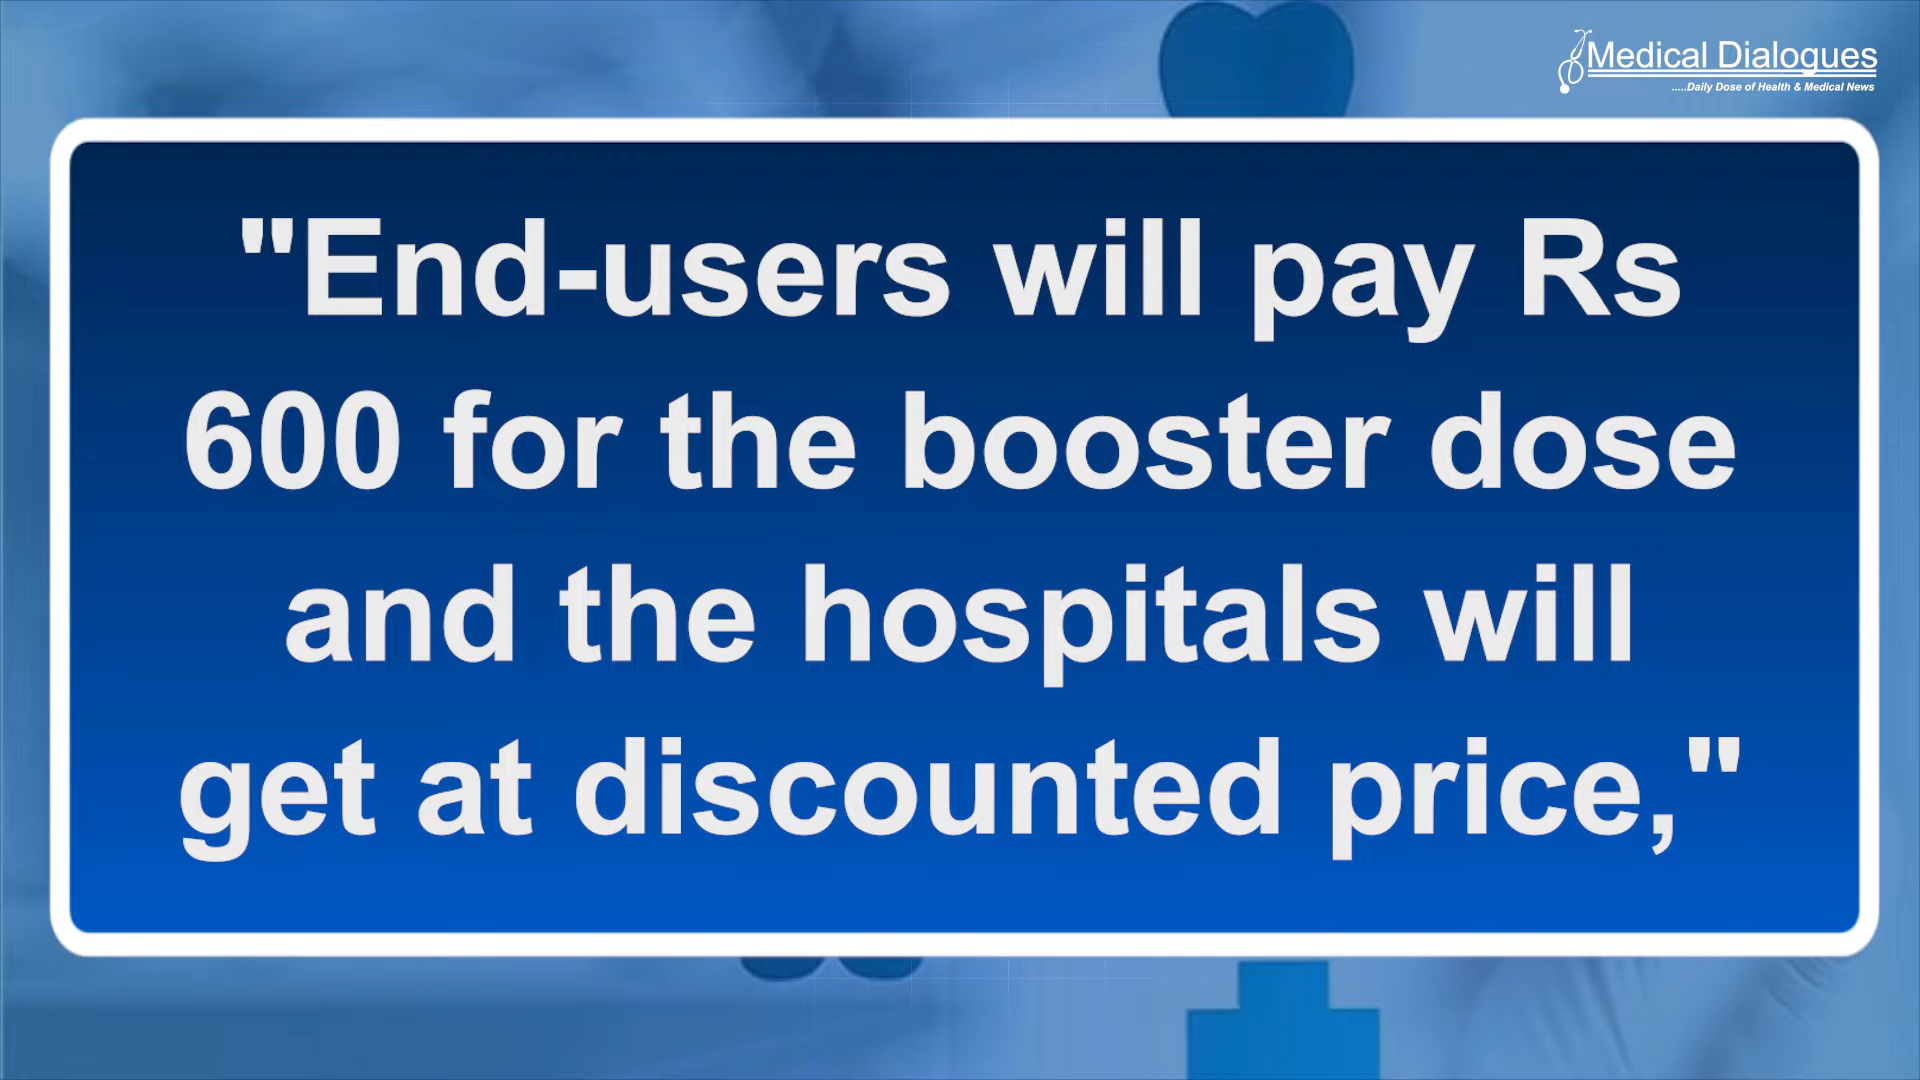 Medical Dialogues
.....Daily Dose of Health & Medical News
"End-users will pay Rs
600 for the booster dose
and the hospitals will
get at discounted price,"